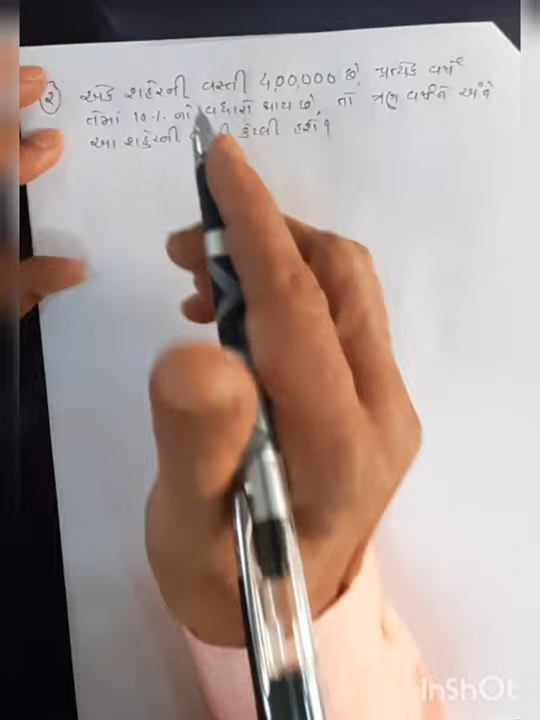 ૨ એક શહેરની વસ્તી 4,00,000 છે, પ્રત્યેક વર્ષે
તેમાં 10% નો વધારો થાય છે, તો ત્રણ વર્ષને અંતે
આ શહેરની કેટલી હશે?
InShOt